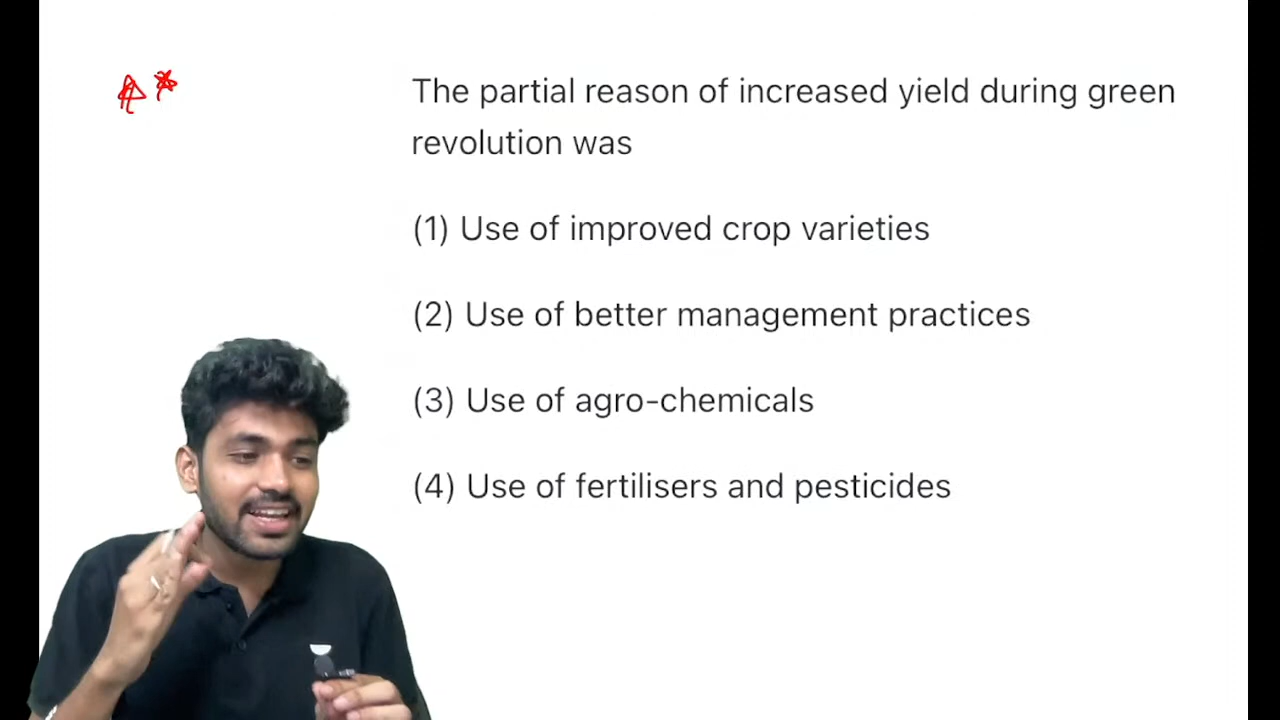 A*
The partial reason of increased yield during green
revolution was
(1) Use of improved crop varieties
(2) Use of better management practices
(3) Use of agro-chemicals
(4) Use of fertilisers and pesticides